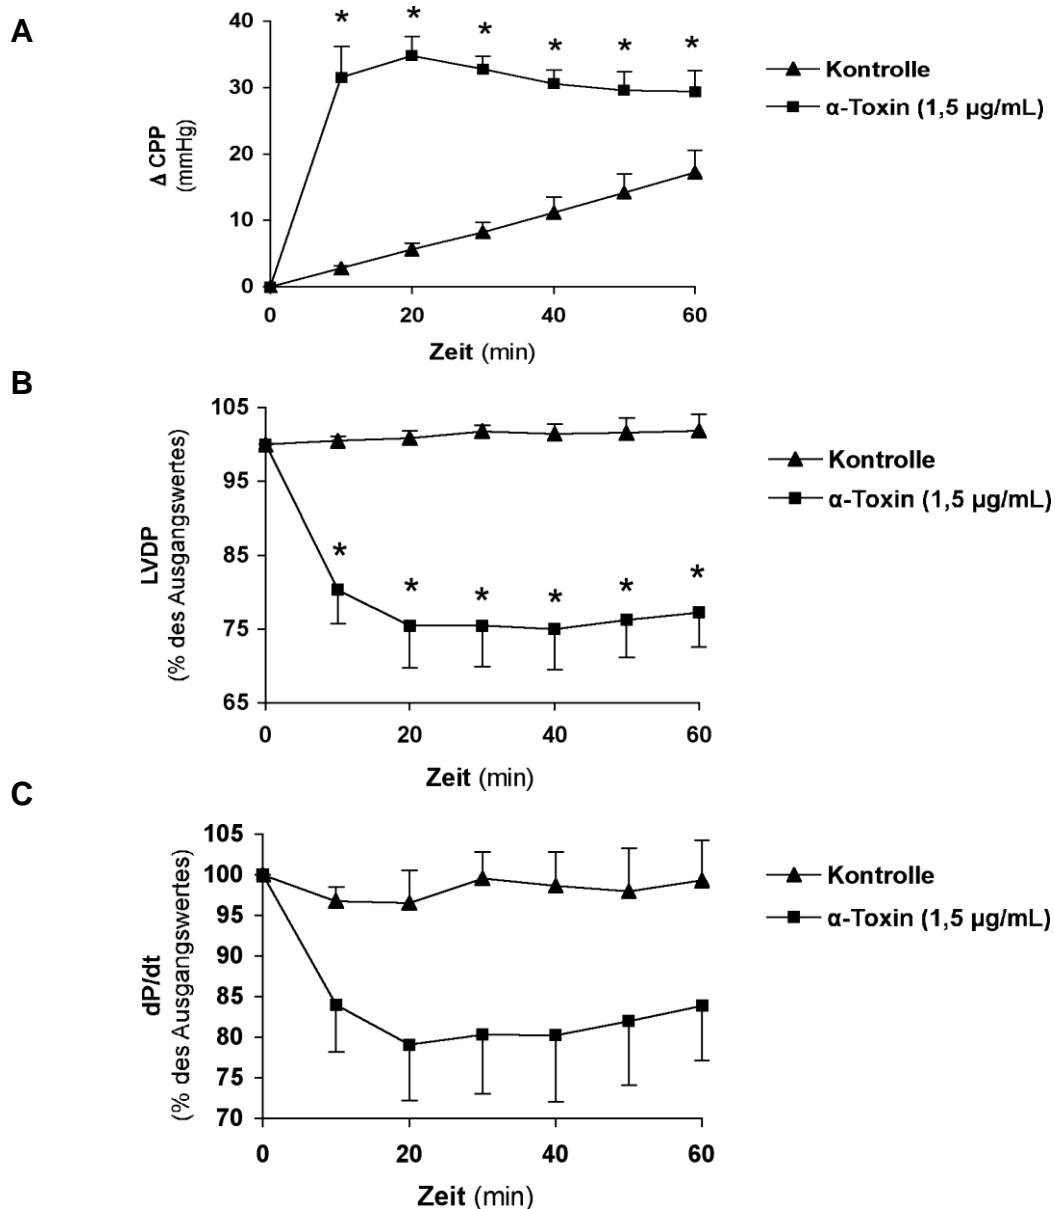 A
40
30
20
10
0
Δ CPP
(mmHg)
* * * * * *
0 20 40 60
Zeit (min)
Kontrolle
α-Toxin (1,5 µg/mL)
B
105
95
85
75
65
LVDP
(% des Ausgangswertes)
* * * * * *
0 20 40 60
Zeit (min)
Kontrolle
α-Toxin (1,5 µg/mL)
C
105
100
95
90
85
80
75
70
dP/dt
(% des Ausgangswertes)
0 20 40 60
Zeit (min)
Kontrolle
α-Toxin (1,5 µg/mL)